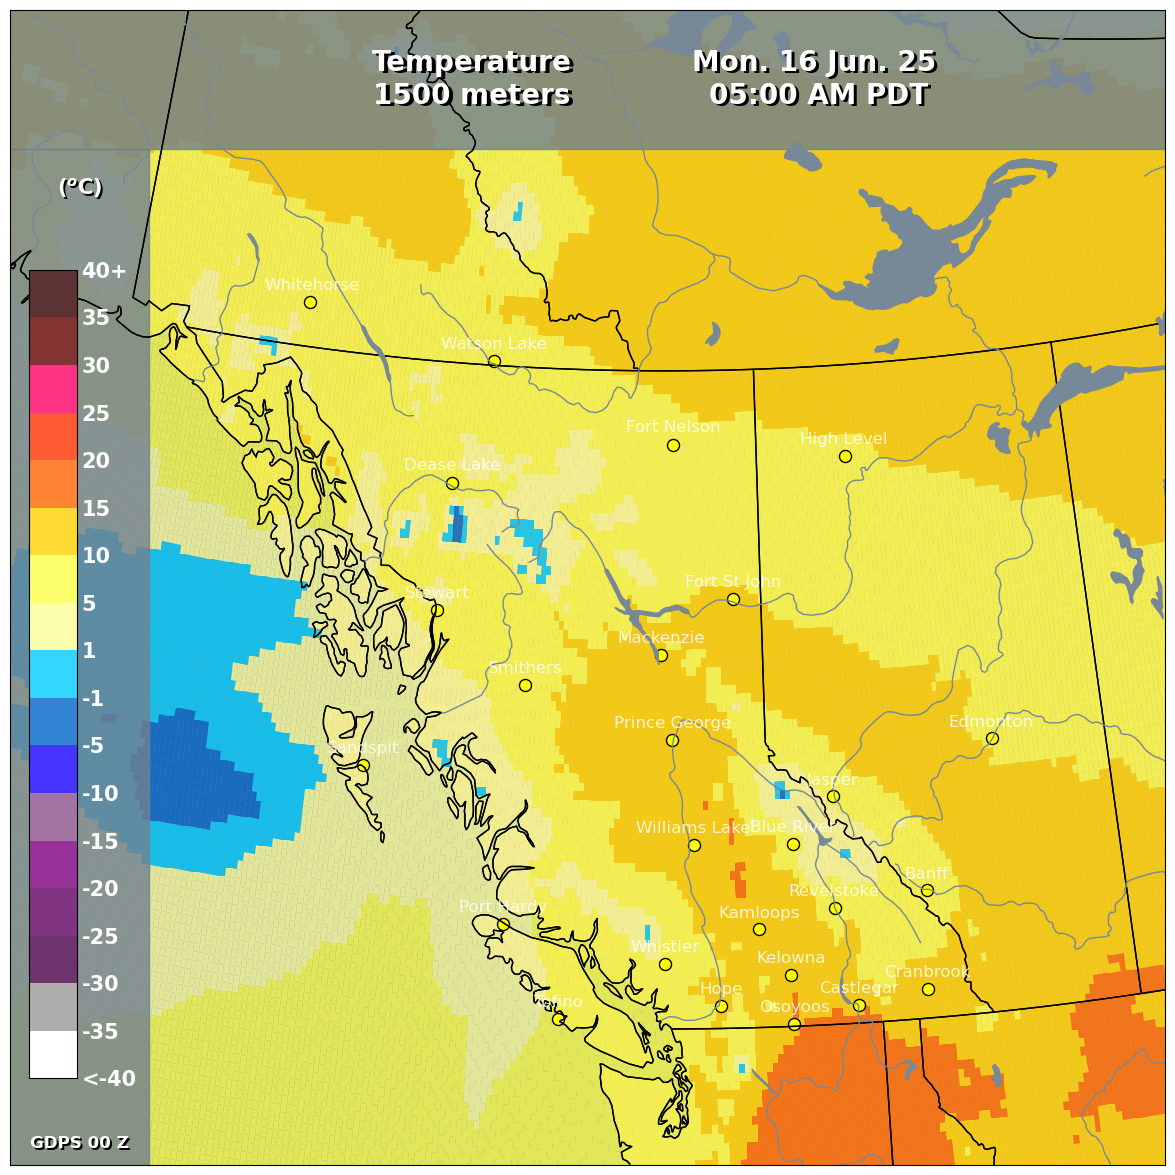 Temperature
1500 meters
Mon. 16 Jun. 25
05:00 AM PDT
(°C)
40+
35
30
25
20
15
10
5
1
-1
-5
-10
-15
-20
-25
-30
-35
<-40
Whitehorse
Watson Lake
Fort Nelson
High Level
Dease Lake
Fort St John
Stewart
Mackenzie
Smithers
Prince George
Edmonton
Sandspit
Jasper
Williams Lake
Blue River
Banff
Revelstoke
Port Hardy
Kamloops
Whistler
Kelowna
Cranbrook
Hope
Castlegar
Tofino
Osoyoos
GDPS 00 Z